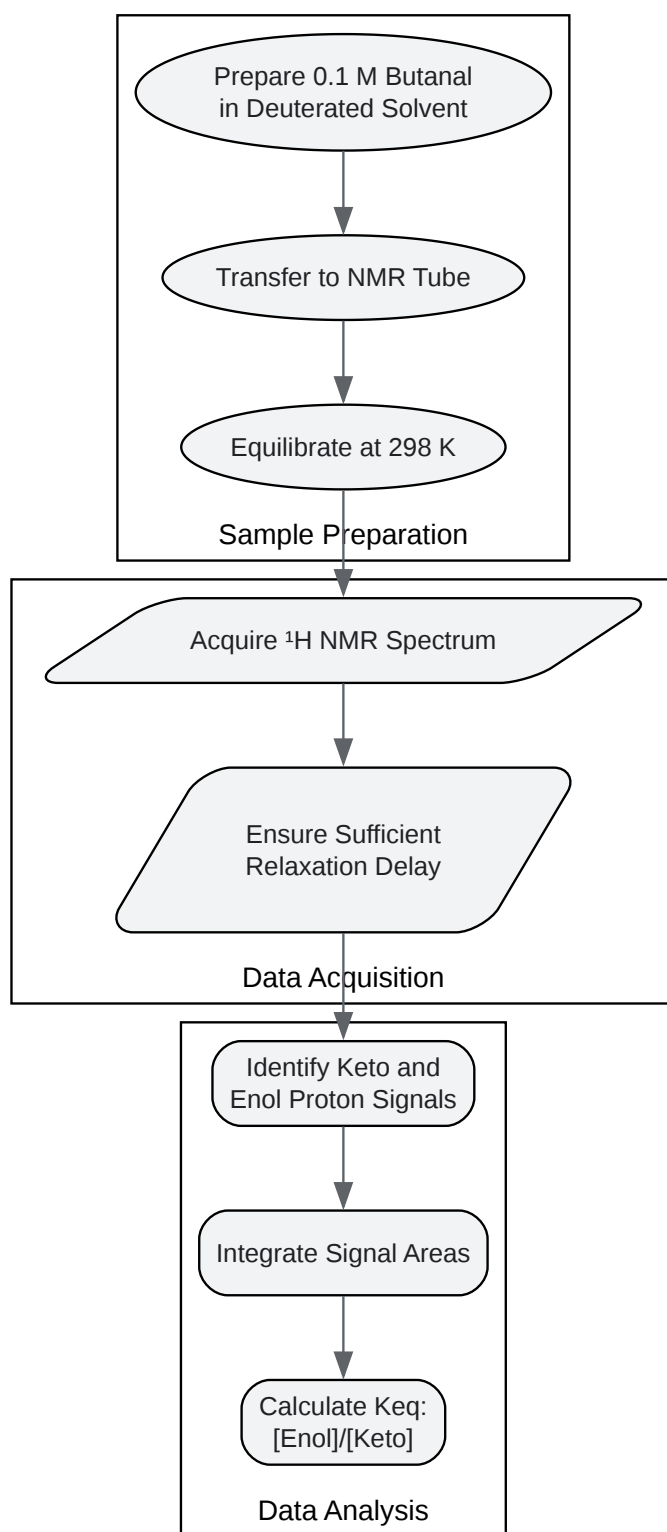 Prepare 0.1 M Butanal
in Deuterated Solvent
Transfer to NMR Tube
Equilibrate at 298 K
Sample Preparation
Acquire ¹H NMR Spectrum
Ensure Sufficient
Relaxation Delay
Data Acquisition
Identify Keto and
Enol Proton Signals
Integrate Signal Areas
Calculate Keq:
[Enol]/[Keto]
Data Analysis